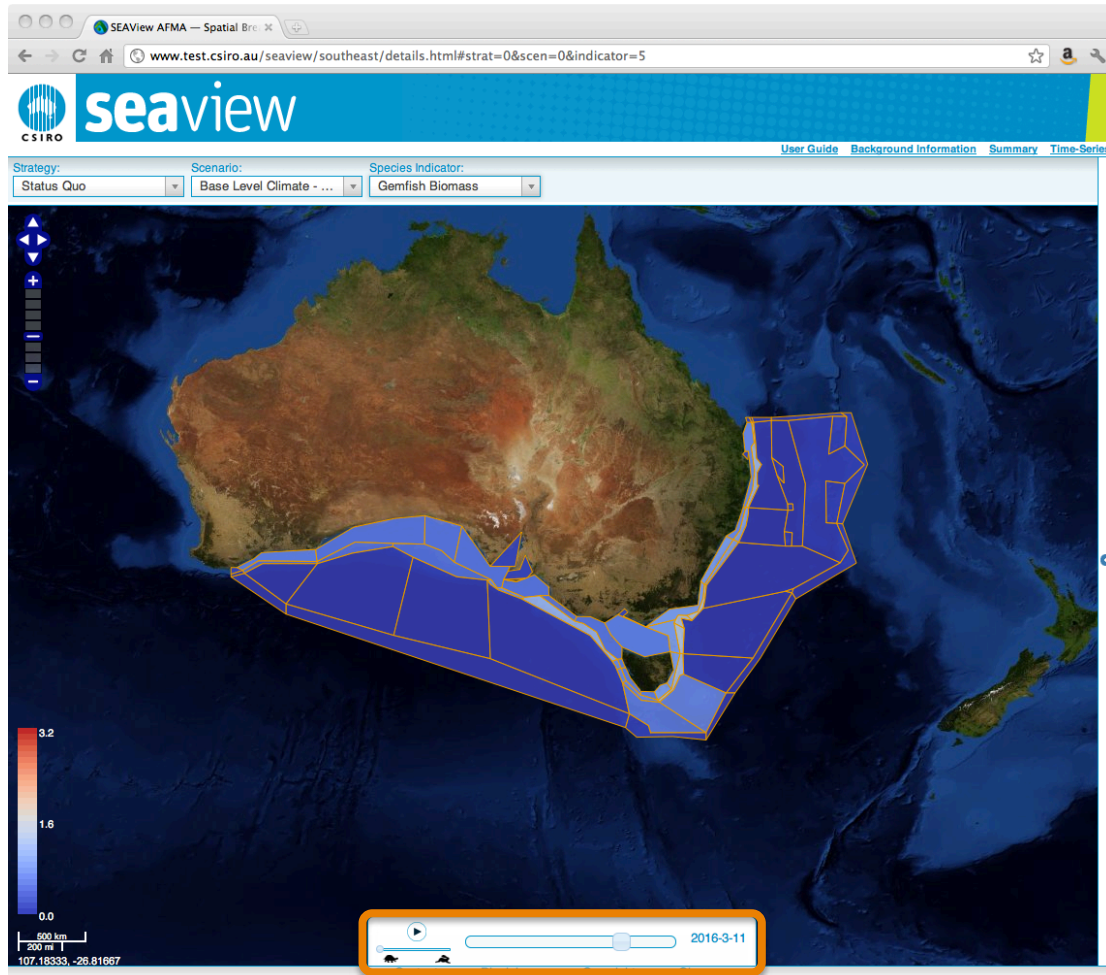 SEAView AFMA — Spatial Bre
www.test.csiro.au/seaview/southeast/details.html#strat=0&scen=0&indicator=5
CSIRO
seaview
User Guide Background Information Summary Time-Serie
Strategy: Scenario: Species Indicator:
Status Quo Base Level Climate - ... Gemfish Biomass
3.2
1.6
0.0
500 km
200 mi
107.18333, -26.81667
2016-3-11